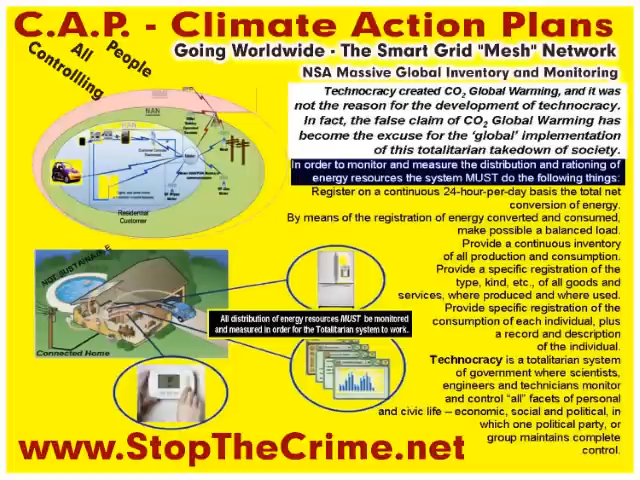 C.A.P. - Climate Action Plans
All People
Controllling
Going Worldwide - The Smart Grid "Mesh" Network
NSA Massive Global Inventory and Monitoring
Technocracy created CO2 Global Warming, and it was
not the reason for the development of technocracy.
In fact, the false claim of CO2 Global Warming has
become the excuse for the 'global' implementation
of this totalitarian takedown of society.
In order to monitor and measure the distribution and rationing of
energy resources the system MUST do the following things:
Register on a continuous 24-hour-per-day basis the total net
conversion of energy.
By means of the registration of energy converted and consumed,
make possible a balanced load.
Provide a continuous inventory
of all production and consumption.
Provide a specific registration of the
type, kind, etc., of all goods and
services, where produced and where used.
Provide specific registration of the
consumption of each individual, plus
a record and description
of the individual.
Technocracy is a totalitarian system
of government where scientists,
engineers and technicians monitor
and control "all" facets of personal
and civic life – economic, social and political, in
which one political party, or
group maintains complete
control.
NAN
HAN
Meter
Residential
Customer
NOT SUSTAINABLE
All distribution of energy resources MUST be monitored
and measured in order for the Totalitarian system to work.
Connected Home
www.StopTheCrime.net